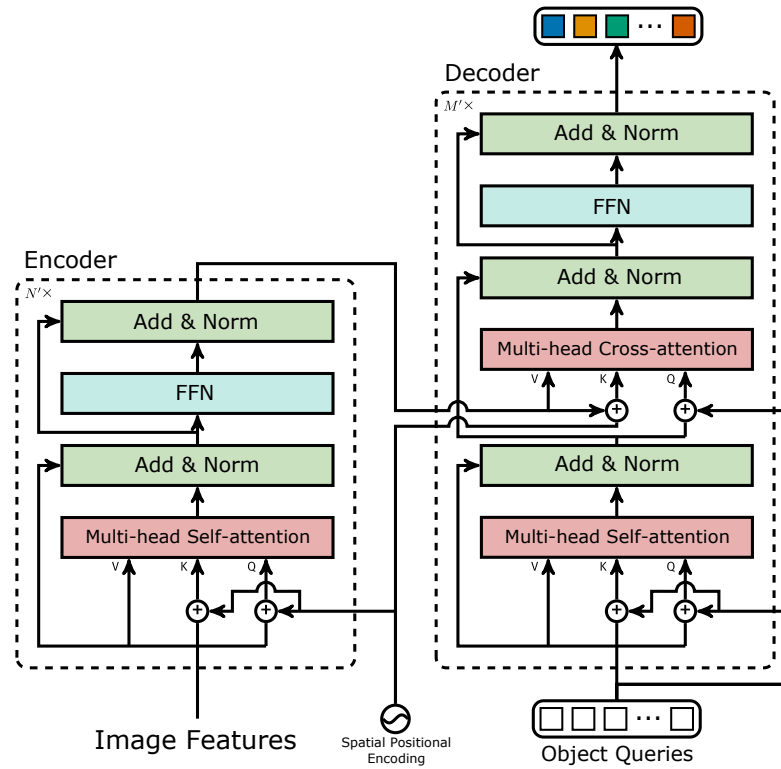 Decoder
M'×
Add & Norm
FFN
Add & Norm
Multi-head Cross-attention
V K Q
Add & Norm
Multi-head Self-attention
V K Q
Object Queries
Encoder
N'×
Add & Norm
FFN
Add & Norm
Multi-head Self-attention
V K Q
Image Features
Spatial Positional
Encoding